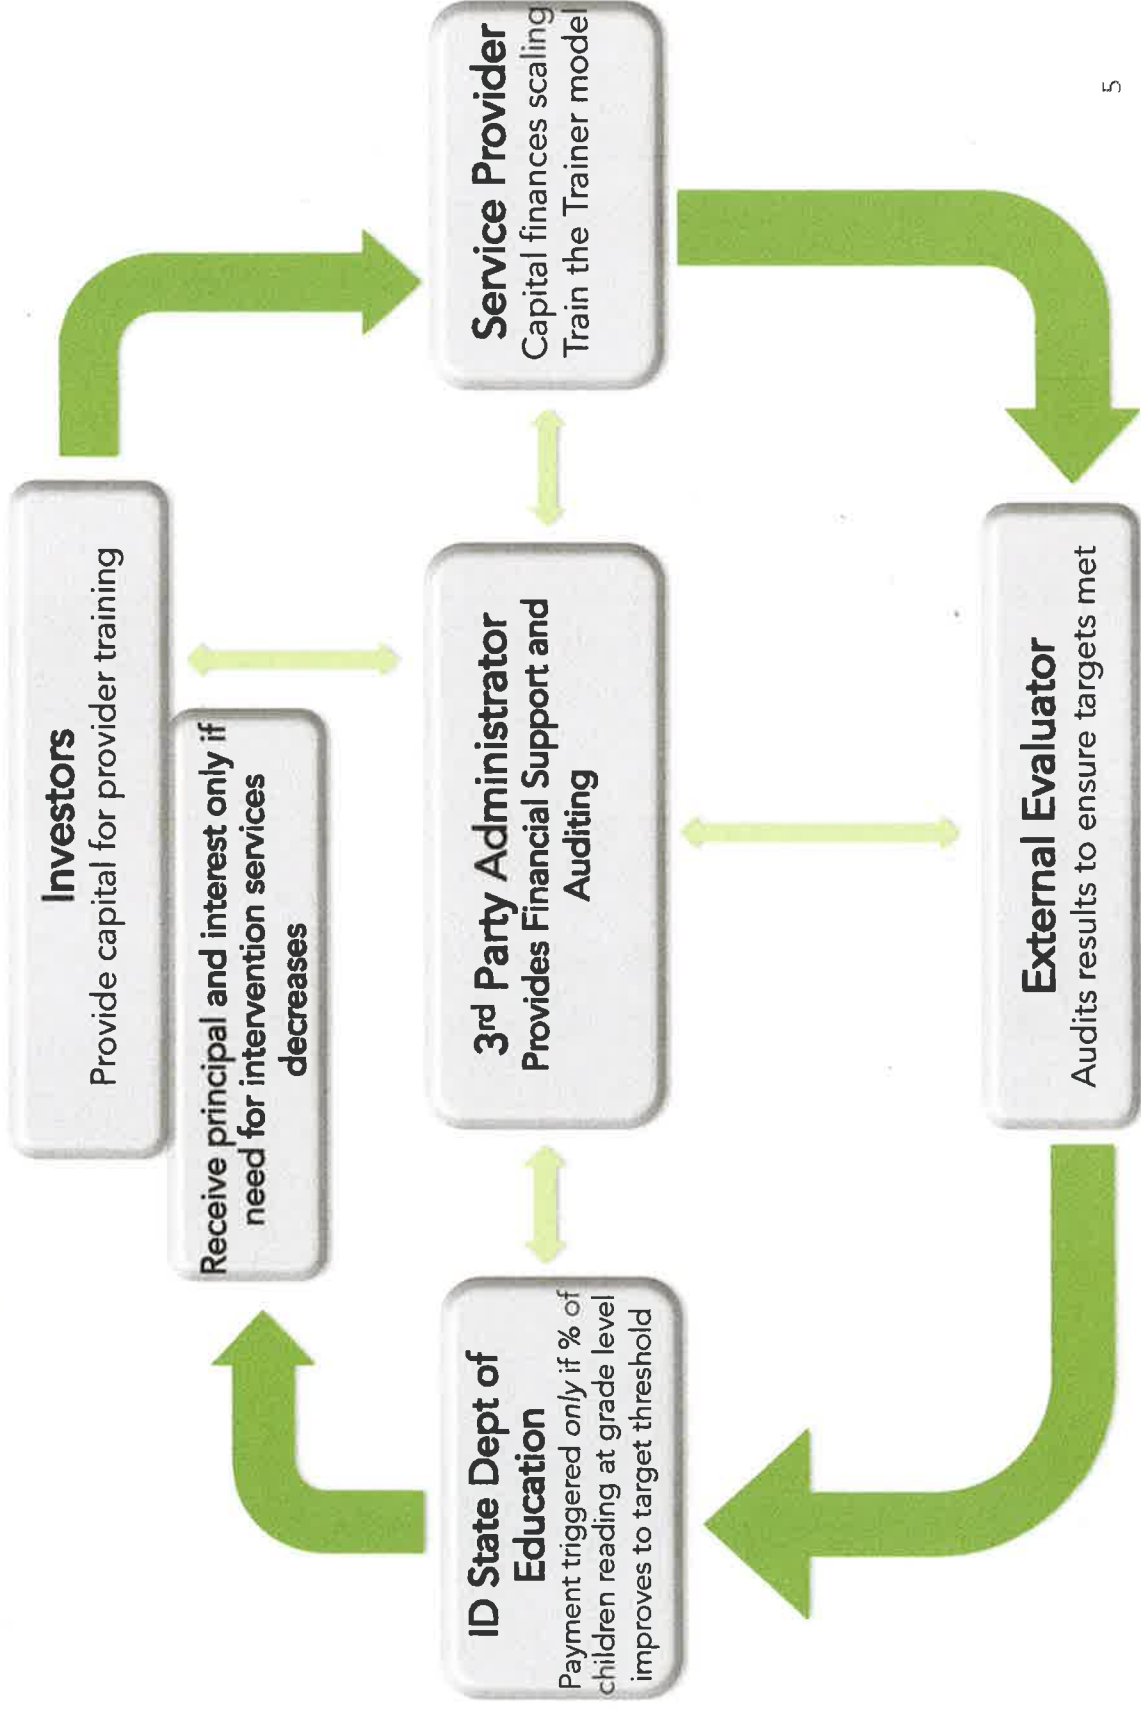 Investors
Provide capital for provider training
Receive principal and interest only if
need for intervention services
decreases
ID State Dept of
Education
Payment triggered only if % of
children reading at grade level
improves to target threshold
3rd Party Administrator
Provides Financial Support and
Auditing
Service Provider
Capital finances scaling
Train the Trainer model
External Evaluator
Audits results to ensure targets met
5